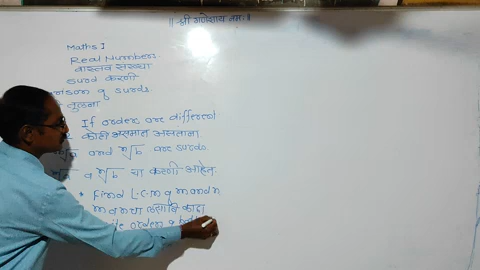 || श्री गणेशाय नमः ||
Maths I
Real Numbers
वास्तव संख्या
Surd करणी
of surds
तुलना
If orders are different
कोटी असमान असताना.
and are surds.
व या करणी आहेत.
Find L.C.M of m and n
m व n चा लसावि काढा
order